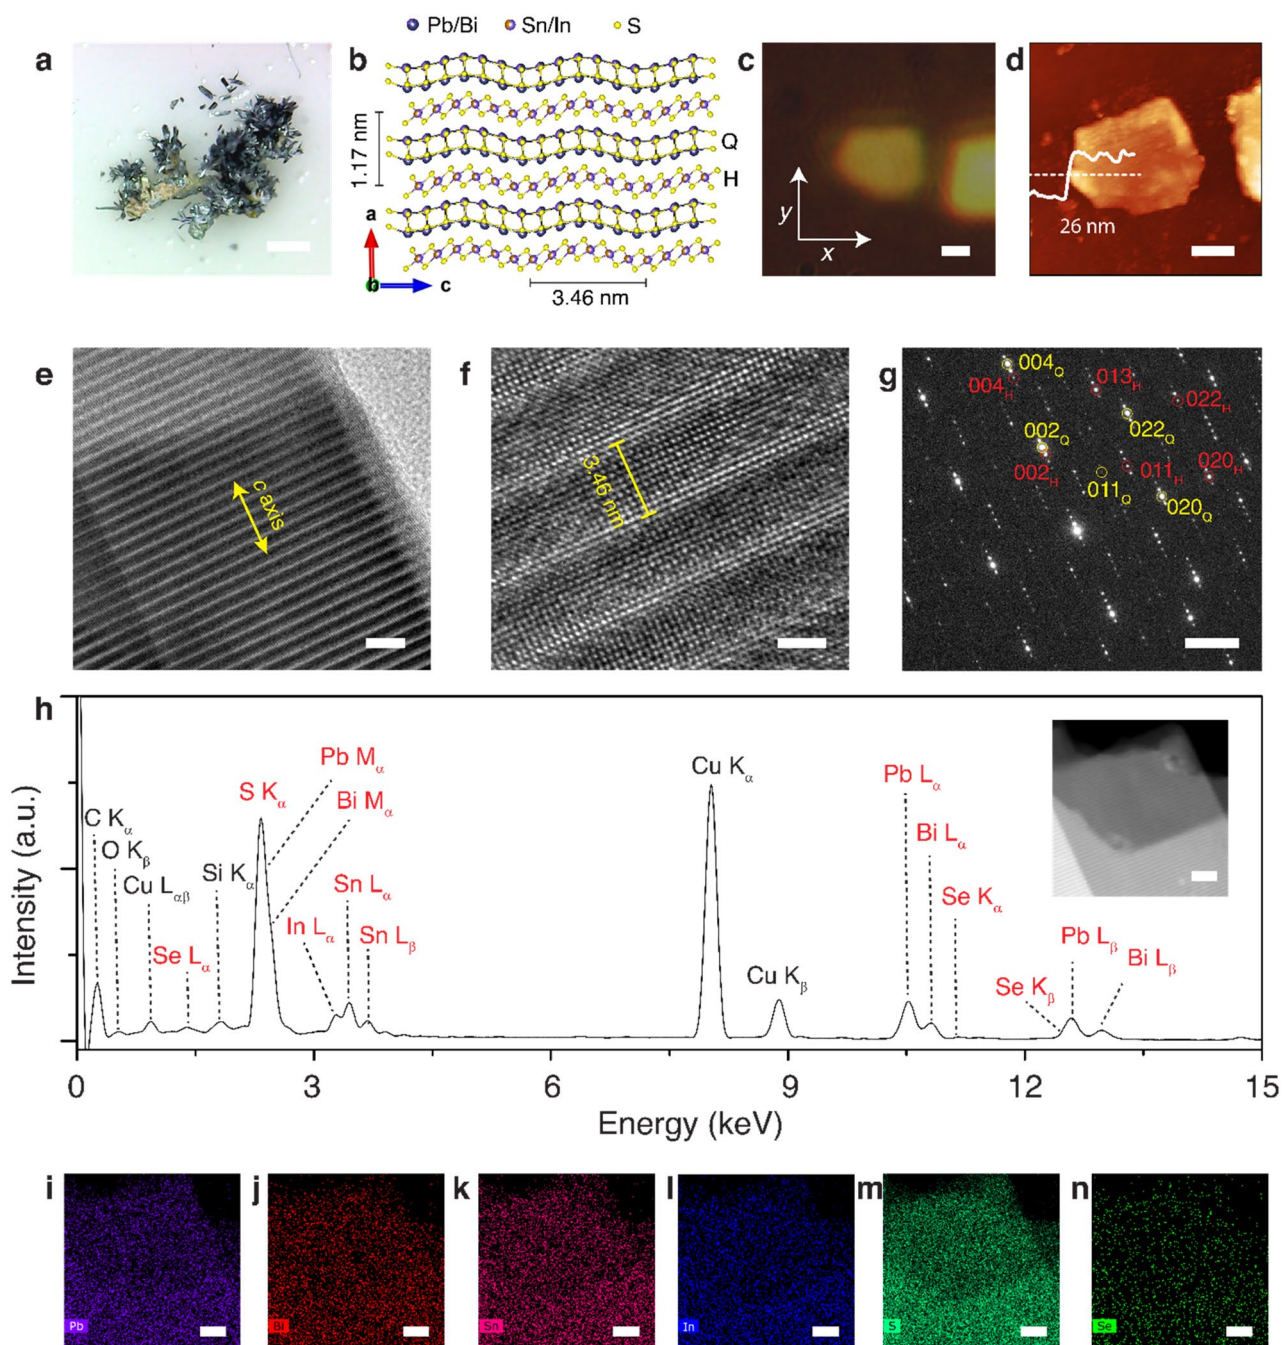 Pb/Bi Sn/In S
a
b
c
d
1.17 nm
Q
H
a
b
c
3.46 nm
y
x
26 nm
e
f
g
c axis
3.46 nm
004Q
004H
013H
022H
022Q
002Q
002H
011H
020H
011Q
020Q
h
Intensity (a.u.)
C Kα
O Kβ
Cu Lαβ
Se Lα
Si Kα
S Kα
Pb Mα
Bi Mα
In Lα
Sn Lα
Sn Lβ
Cu Kα
Cu Kβ
Pb Lα
Bi Lα
Se Kα
Se Kβ
Pb Lβ
Bi Lβ
0 3 6 9 12 15
Energy (keV)
i
j
k
l
m
n
Pb
Bi
Sn
In
S
Se